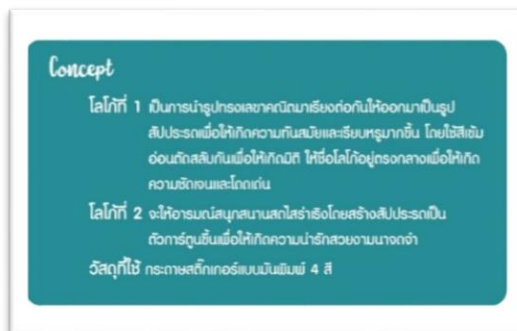 Concept
โลโก้ที่ 1 เป็นการนำรูปทรงเลขาคณิตมาเรียงต่อกันให้ออกมาเป็นรูป
สัปประรดเพื่อให้เกิดความทันสมัยและเรียบหรูมากขึ้น โดยใช้สีเข้ม
อ่อนตัดสลับกันเพื่อให้เกิดมิติ ให้ชื่อโลโก้อยู่ตรงกลางเพื่อให้เกิด
ความชัดเจนและโดดเด่น
โลโก้ที่ 2 จะให้อารมณ์สนุกสนานสดใสร่าเริงโดยสร้างสัปประรดเป็น
ตัวการ์ตูนขึ้นเพื่อให้เกิดความน่ารักสวยงามน่าจดจำ
วัสดุที่ใช้ กระดาษสติ๊กเกอร์แบบมันพิมพ์ 4 สี